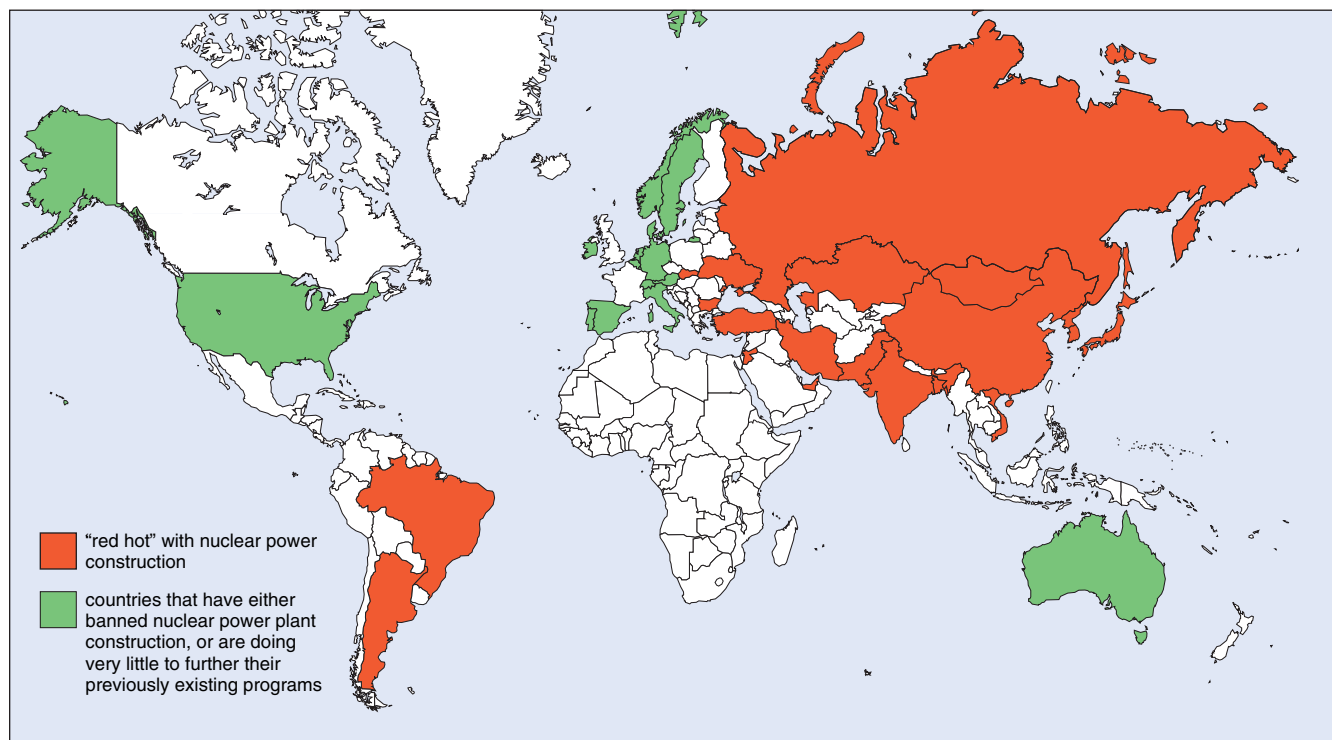 “red hot” with nuclear power
construction
countries that have either
banned nuclear power plant
construction, or are doing
very little to further their
previously existing programs